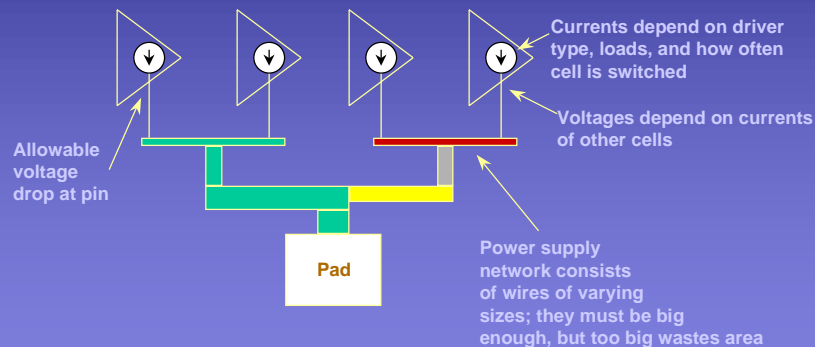 Currents depend on driver
type, loads, and how often
cell is switched
Voltages depend on currents
of other cells
Allowable
voltage
drop at pin
Pad
Power supply
network consists
of wires of varying
sizes; they must be big
enough, but too big wastes area